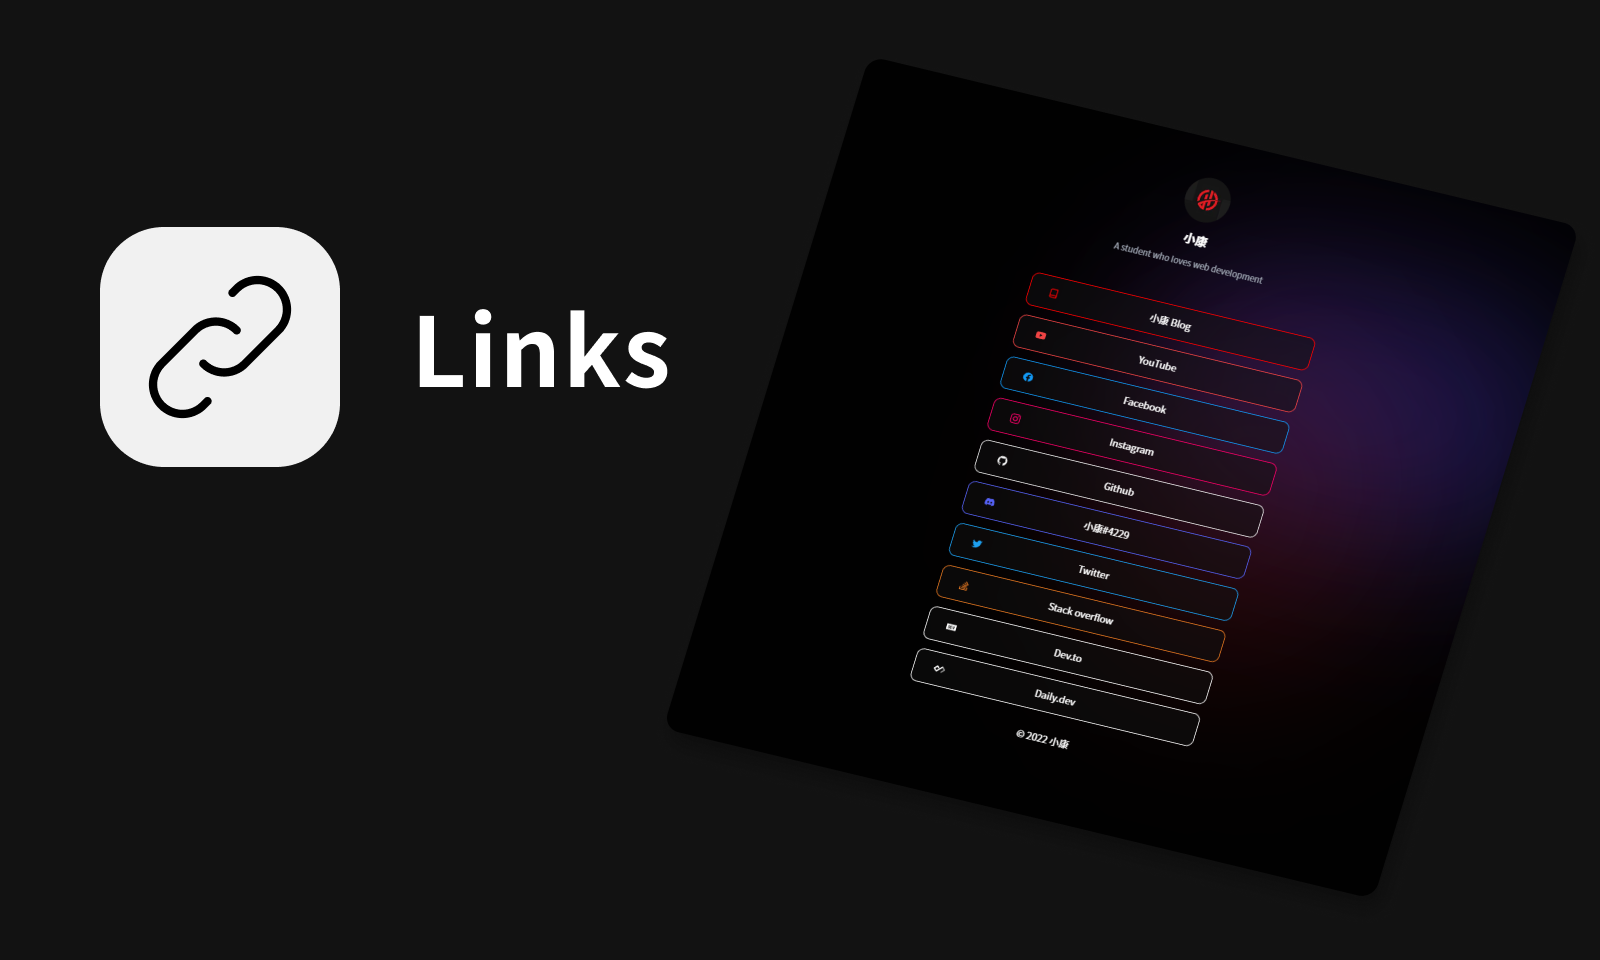 Links
小康
A student who loves web development
小康 Blog
YouTube
Facebook
Instagram
Github
小康#4229
Twitter
Stack overflow
Dev.to
Daily.dev
© 2022 小康